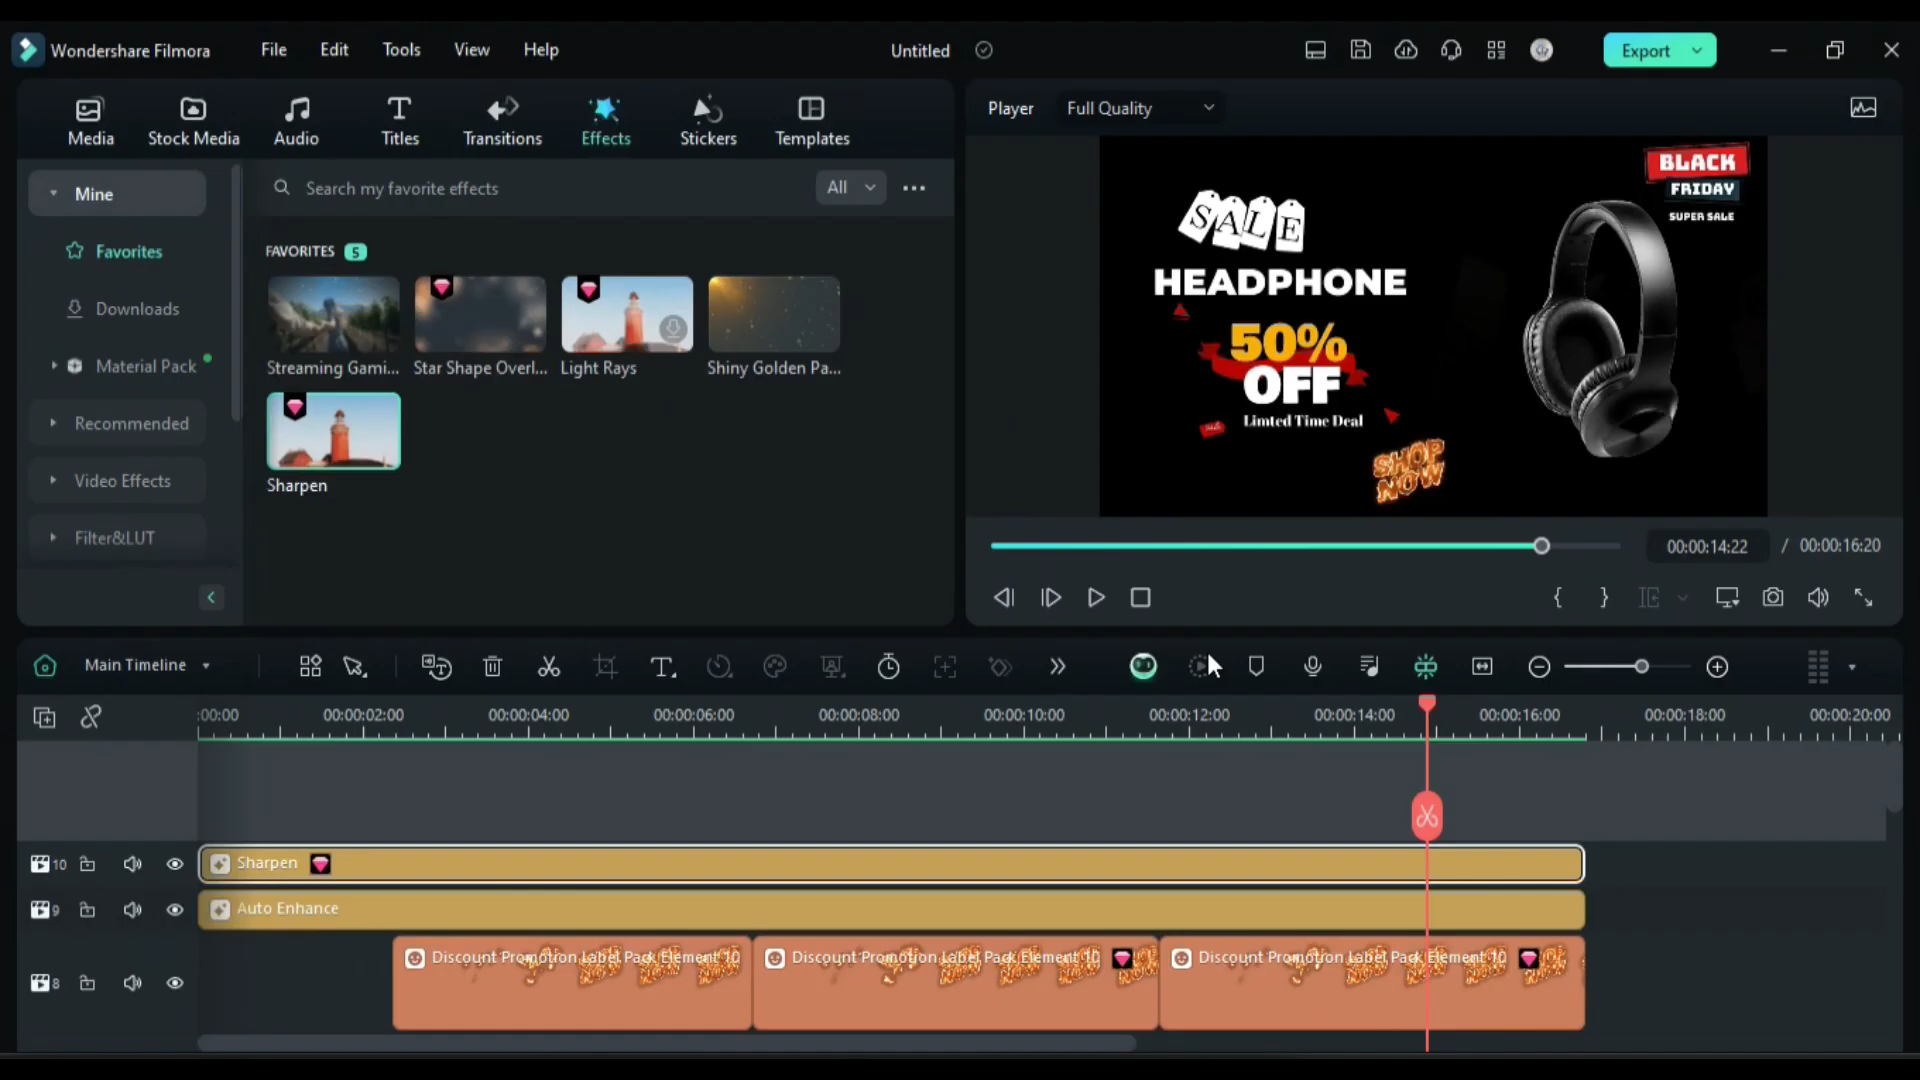 Wondershare Filmora File Edit Tools View Help Untitled Export
Media Stock Media Audio Titles Transitions Effects Stickers Templates
Player Full Quality
Mine
Search my favorite effects All
Favorites
FAVORITES 5
Downloads
Material Pack
Recommended
Video Effects
Filter&LUT
Streaming Gami... Star Shape Overl... Light Rays Shiny Golden Pa...
Sharpen
BLACK
FRIDAY
SUPER SALE
SALE
HEADPHONE
50%
OFF
Limted Time Deal
SHOP
NOW
00:00:14:22 / 00:00:16:20
Main Timeline
:00:00 00:00:02:00 00:00:04:00 00:00:06:00 00:00:08:00 00:00:10:00 00:00:12:00 00:00:14:00 00:00:16:00 00:00:18:00 00:00:20:00
10 Sharpen
9 Auto Enhance
8 Discount Promotion Label Pack Element 10 Discount Promotion Label Pack Element 10 Discount Promotion Label Pack Element 10